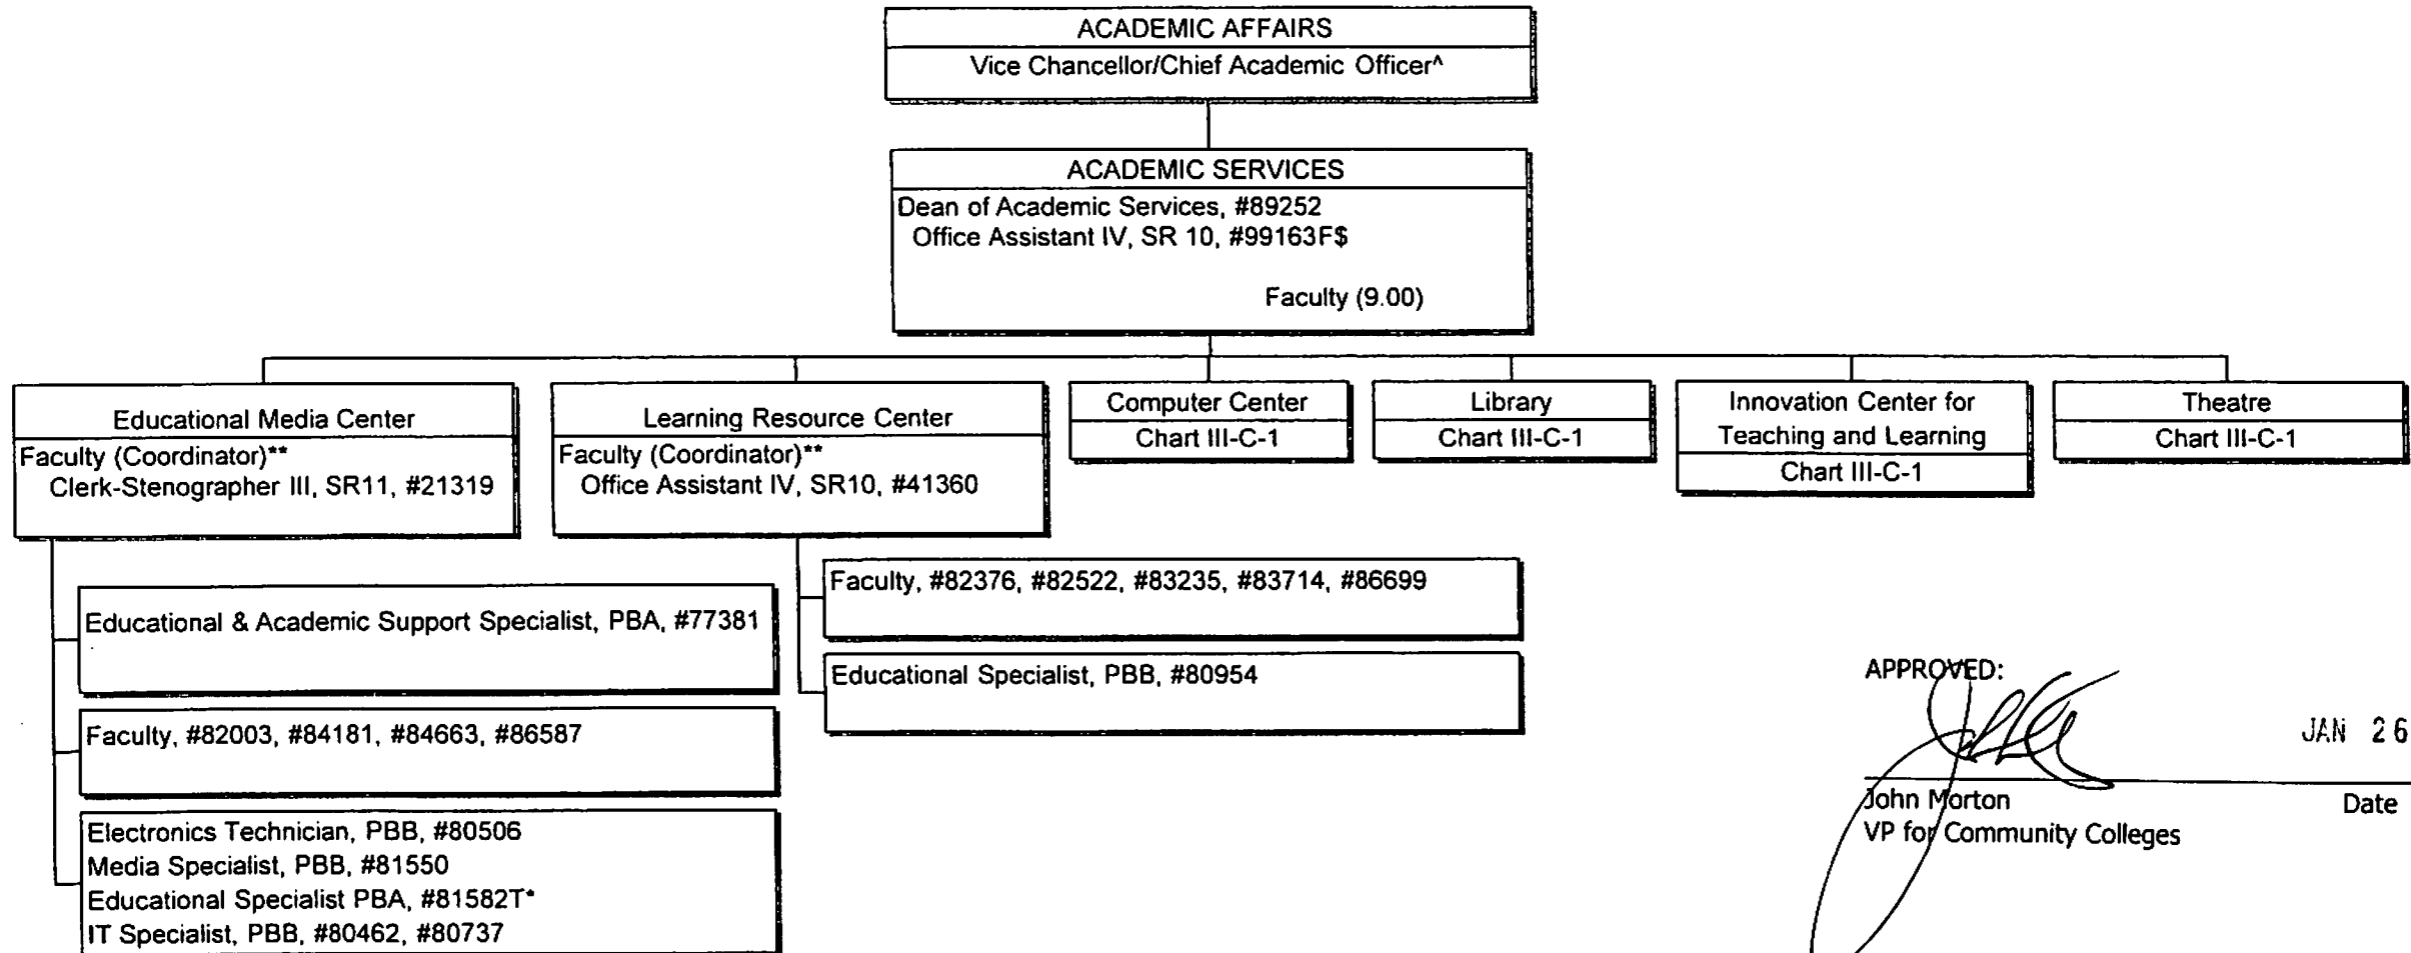 ACADEMIC AFFAIRS
Vice Chancellor/Chief Academic Officer^
ACADEMIC SERVICES
Dean of Academic Services, #89252
Office Assistant IV, SR 10, #99163F$
Faculty (9.00)
Educational Media Center
Faculty (Coordinator)**
Clerk-Stenographer III, SR11, #21319
Learning Resource Center
Faculty (Coordinator)**
Office Assistant IV, SR10, #41360
Computer Center
Chart III-C-1
Library
Chart III-C-1
Innovation Center for
Teaching and Learning
Chart III-C-1
Theatre
Chart III-C-1
Educational & Academic Support Specialist, PBA, #77381
Faculty, #82003, #84181, #84663, #86587
Electronics Technician, PBB, #80506
Media Specialist, PBB, #81550
Educational Specialist PBA, #81582T*
IT Specialist, PBB, #80462, #80737
Faculty, #82376, #82522, #83235, #83714, #86699
Educational Specialist, PBB, #80954
APPROVED:
JAN 26
John Morton
Date
VP for Community Colleges